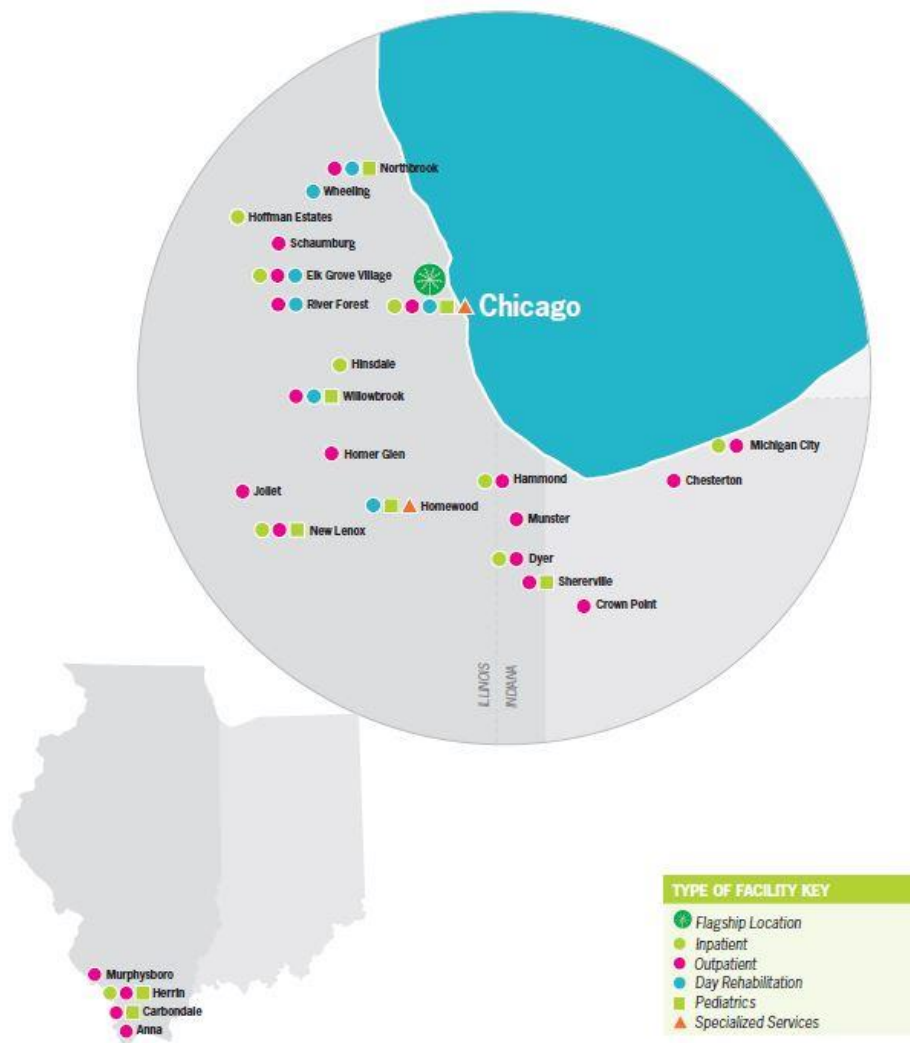 Northbrook
Wheeling
Hoffman Estates
Schaumburg
Elk Grove Village
River Forest
Chicago
Hinsdale
Willowbrook
Michigan City
Homer Glen
Hammond
Chesterton
Joliet
Homewood
Munster
New Lenox
Dyer
Shererville
Crown Point
ILLINOIS
INDANA
Murphysboro
Herrin
Carbondale
Anna
TYPE OF FACILITY KEY
Flagship Location
Inpatient
Outpatient
Day Rehabilitation
Pediatrics
Specialized Services